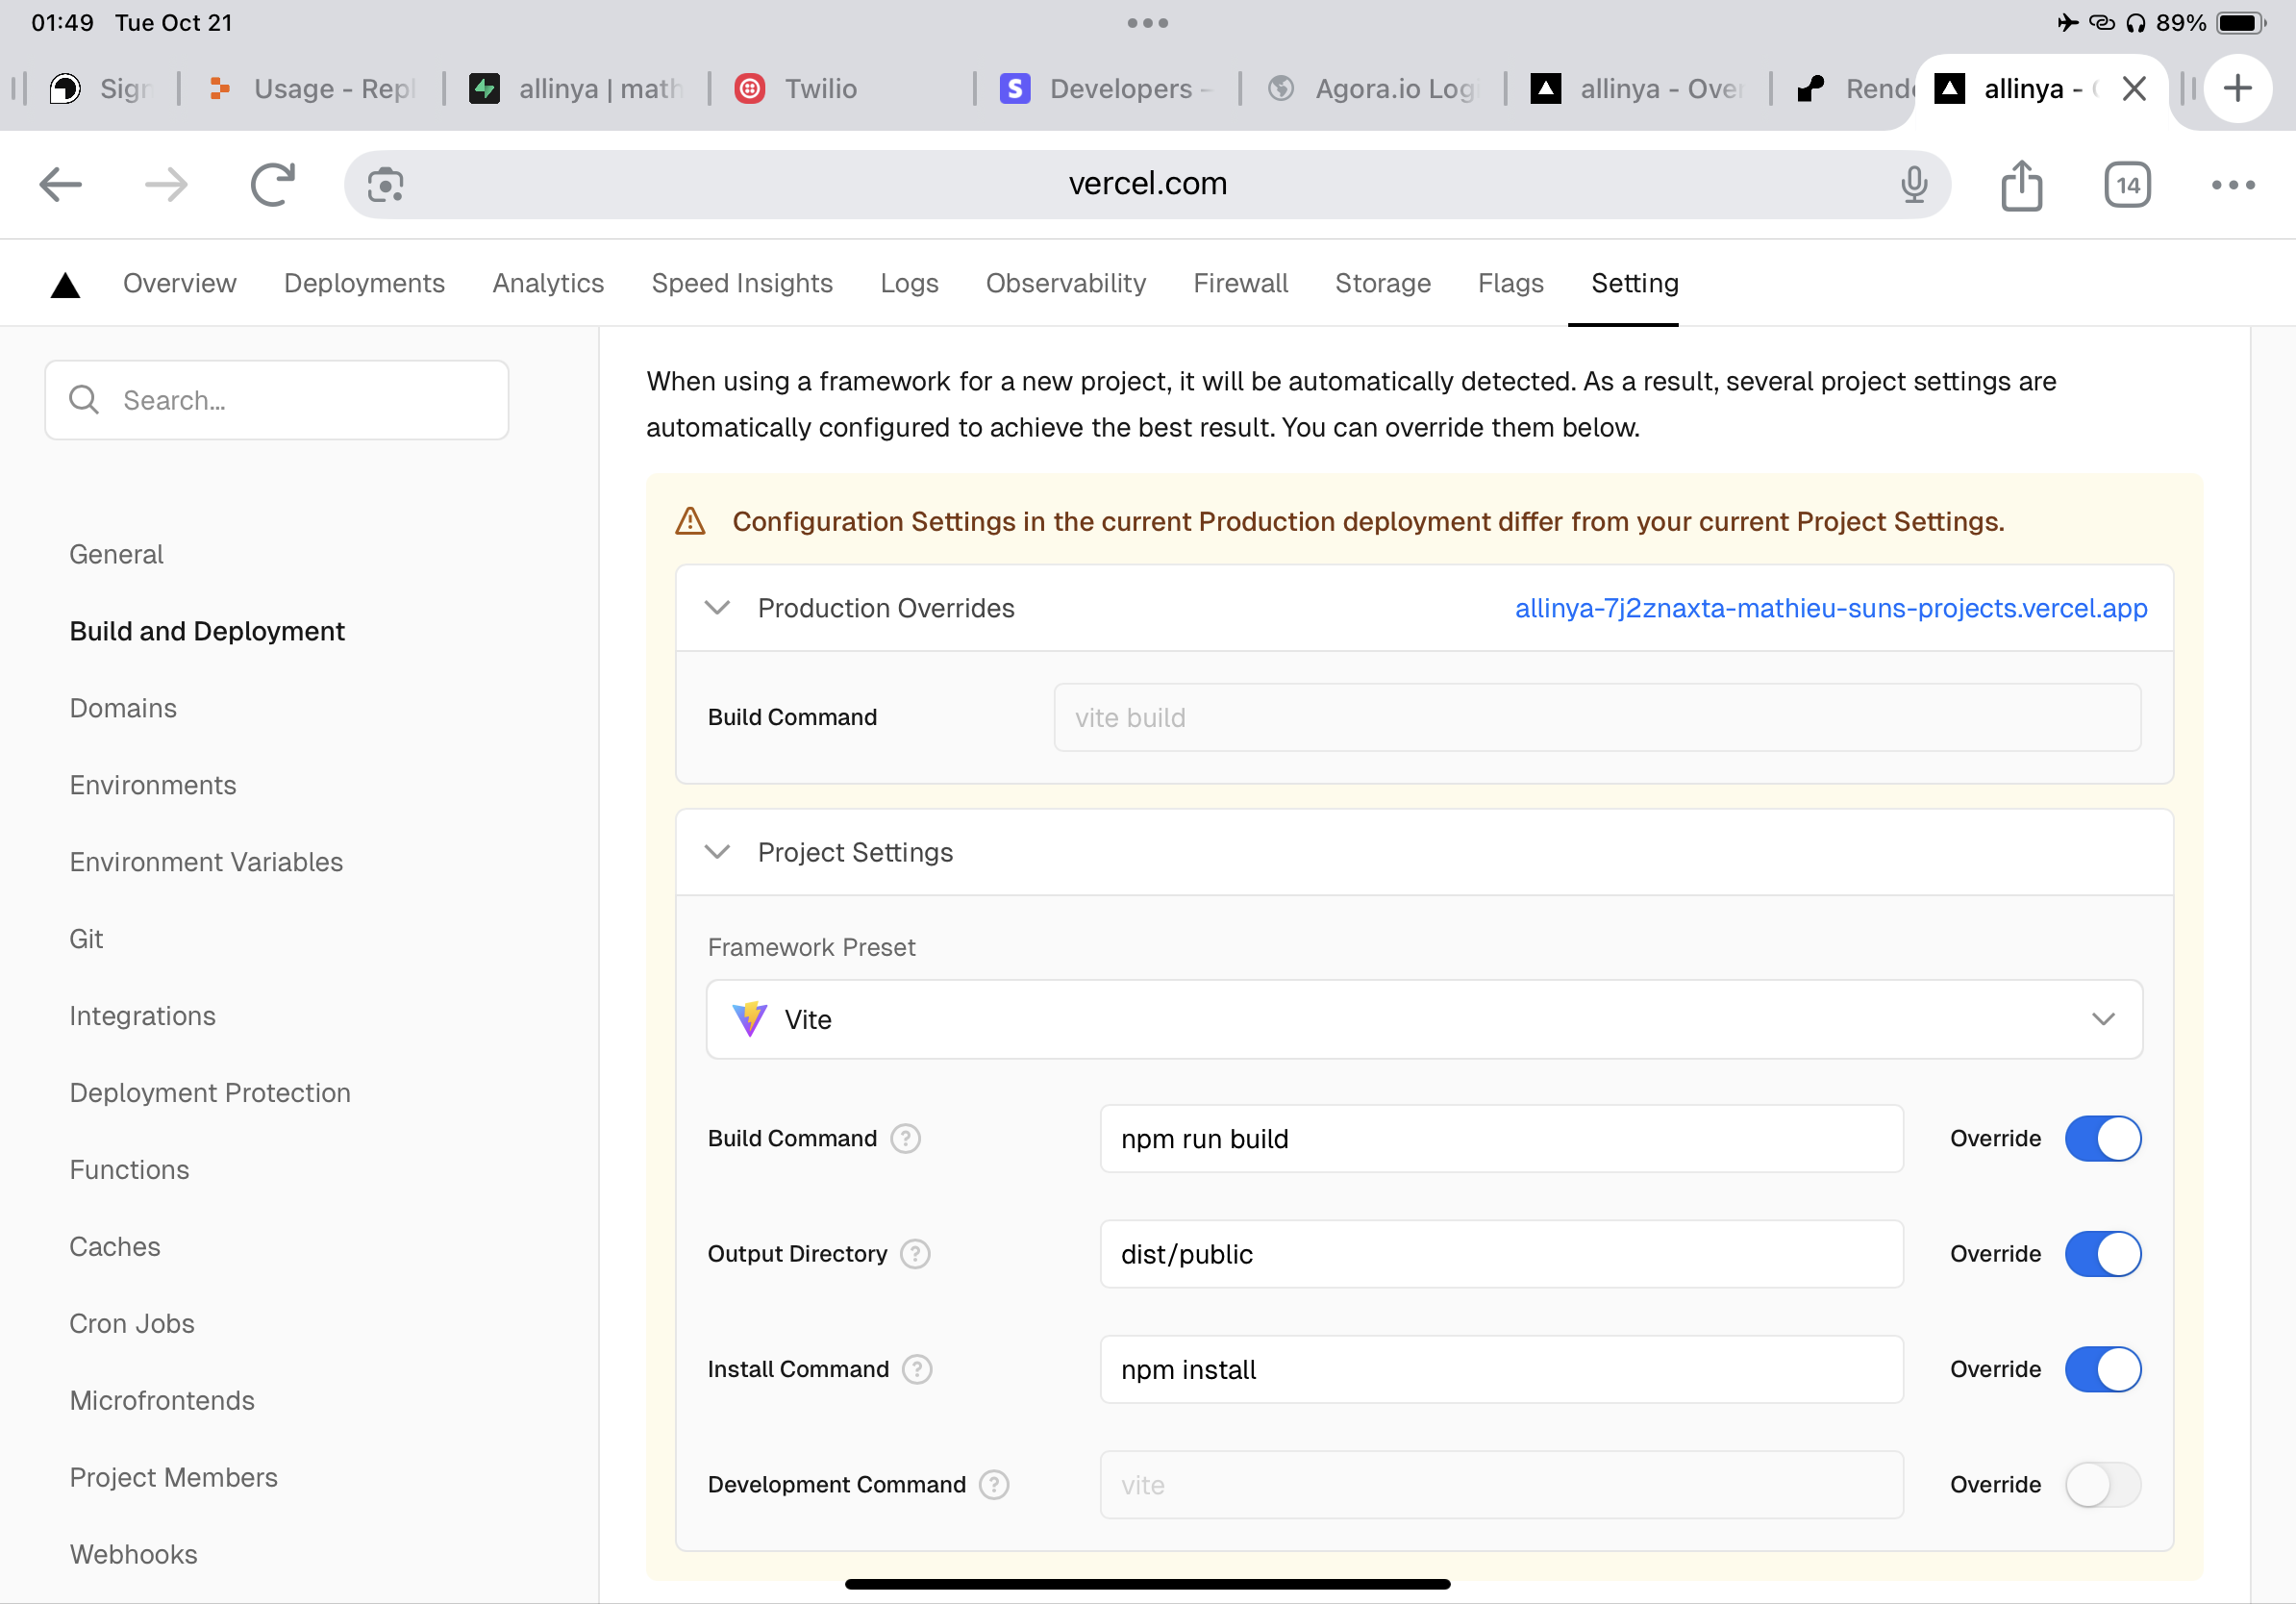 01:49 Tue Oct 21
89%
Sign
Usage - Repl
allinya | math
Twilio
Developers -
Agora.io Logi
allinya - Over
Rende
allinya -
vercel.com
14
Overview
Deployments
Analytics
Speed Insights
Logs
Observability
Firewall
Storage
Flags
Setting
Search...
General
Build and Deployment
Domains
Environments
Environment Variables
Git
Integrations
Deployment Protection
Functions
Caches
Cron Jobs
Microfrontends
Project Members
Webhooks
When using a framework for a new project, it will be automatically detected. As a result, several project settings are
automatically configured to achieve the best result. You can override them below.
Configuration Settings in the current Production deployment differ from your current Project Settings.
Production Overrides
allinya-7j2znaxta-mathieu-suns-projects.vercel.app
Build Command
vite build
Project Settings
Framework Preset
Vite
Build Command
npm run build
Override
Output Directory
dist/public
Override
Install Command
npm install
Override
Development Command
vite
Override